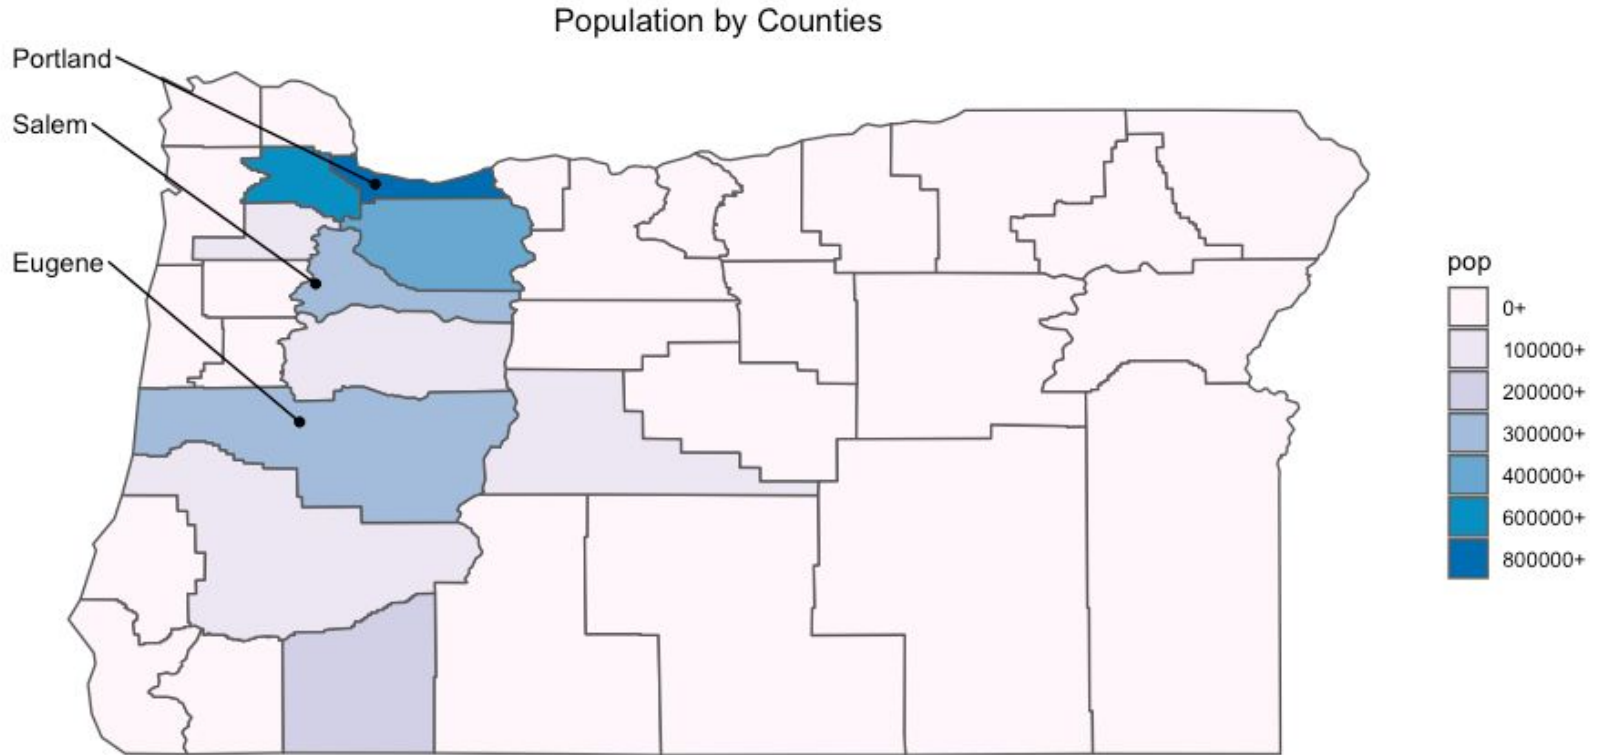 Population by Counties
Portland
Salem
Eugene
pop
0+
100000+
200000+
300000+
400000+
600000+
800000+